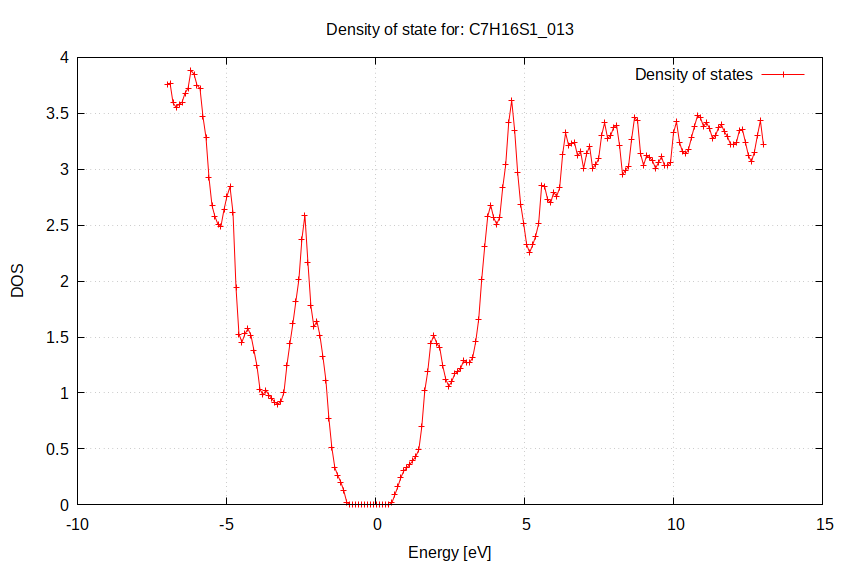 Density of state for: C7H16S1_013
Density of states
4
3.5
3
2.5
2
1.5
1
0.5
0
DOS
-10 -5 0 5 10 15
Energy [eV]